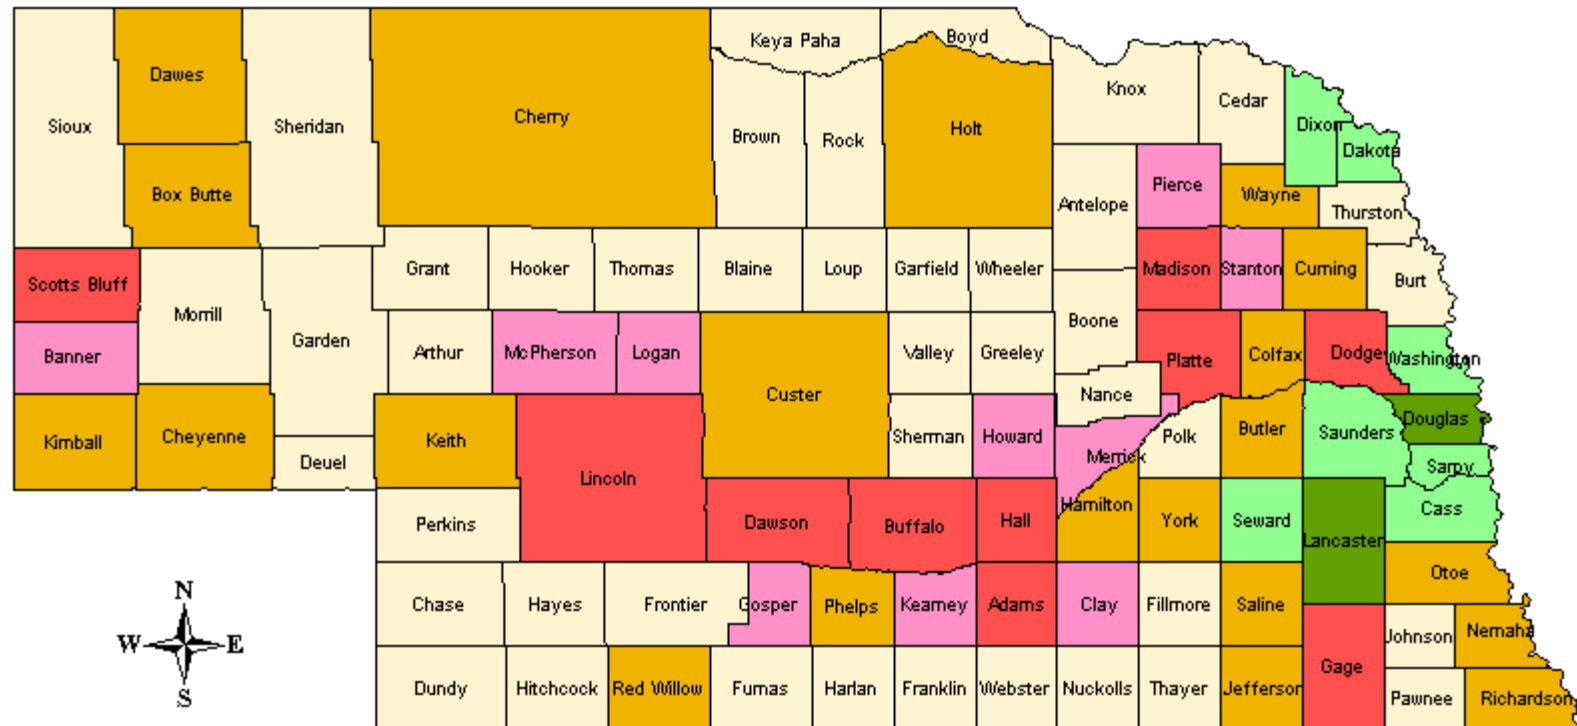 Keya Paha
Boyd
Dawes
Knox
Cedar
Sioux
Sheridan
Cherry
Brown
Rock
Holt
Dixon
Dakota
Box Butte
Pierce
Wayne
Antelope
Thurston
Scotts Bluff
Grant
Hooker
Thomas
Blaine
Loup
Garfield
Wheeler
Madison
Stanton
Cuming
Burt
Morrill
Garden
Boone
Banner
Arthur
McPherson
Logan
Valley
Greeley
Platte
Colfax
Dodge
Washington
Custer
Nance
Kimball
Cheyenne
Keith
Sherman
Howard
Merrick
Polk
Butler
Saunders
Douglas
Deuel
Lincoln
Sarpy
Perkins
Dawson
Buffalo
Hall
Hamilton
York
Seward
Lancaster
Cass
Otoe
N
Chase
Hayes
Frontier
Gosper
Phelps
Kearney
Adams
Clay
Fillmore
Saline
W E
Johnson
Nemaha
S
Dundy
Hitchcock
Red Willow
Furnas
Harlan
Franklin
Webster
Nuckolls
Thayer
Jefferson
Gage
Pawnee
Richardson